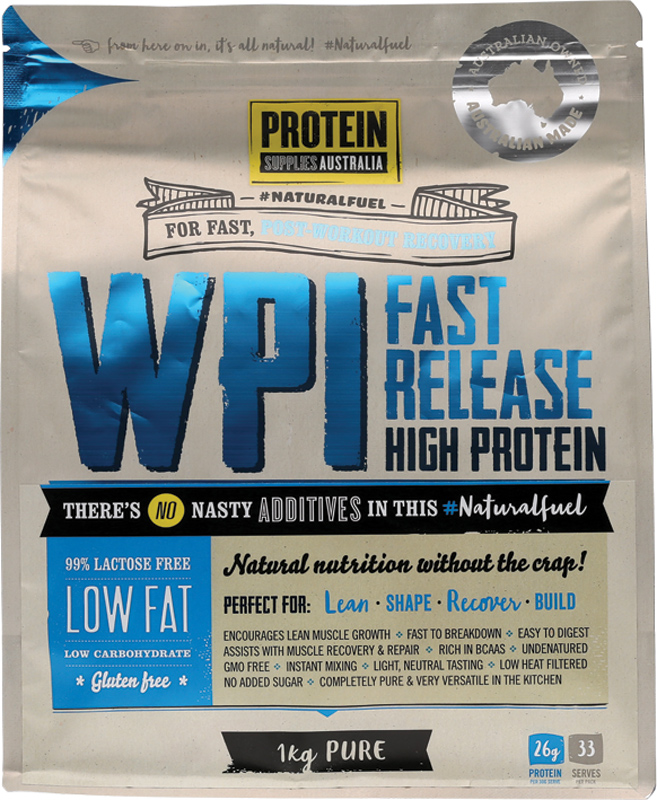 from here on in, it's all natural! #Naturalfuel
AUSTRALIAN OWNED
AUSTRALIAN MADE
PROTEIN
SUPPLIES AUSTRALIA
#NATURALFUEL
FOR FAST, POST-WORKOUT RECOVERY
WPI
FAST
RELEASE
HIGH PROTEIN
THERE'S NO NASTY ADDITIVES IN THIS #Naturalfuel
99% LACTOSE FREE
LOW FAT
LOW CARBOHYDRATE
* Gluten free *
Natural nutrition without the crap!
PERFECT FOR: Lean · SHAPE · Recover · BUILD
ENCOURAGES LEAN MUSCLE GROWTH ❖ FAST TO BREAKDOWN ❖ EASY TO DIGEST
ASSISTS WITH MUSCLE RECOVERY & REPAIR ❖ RICH IN BCAAS ❖ UNDENATURED
GMO FREE ❖ INSTANT MIXING ❖ LIGHT, NEUTRAL TASTING ❖ LOW HEAT FILTERED
NO ADDED SUGAR ❖ COMPLETELY PURE & VERY VERSATILE IN THE KITCHEN
1kg PURE
26g
PROTEIN
33
SERVES
PER PACK